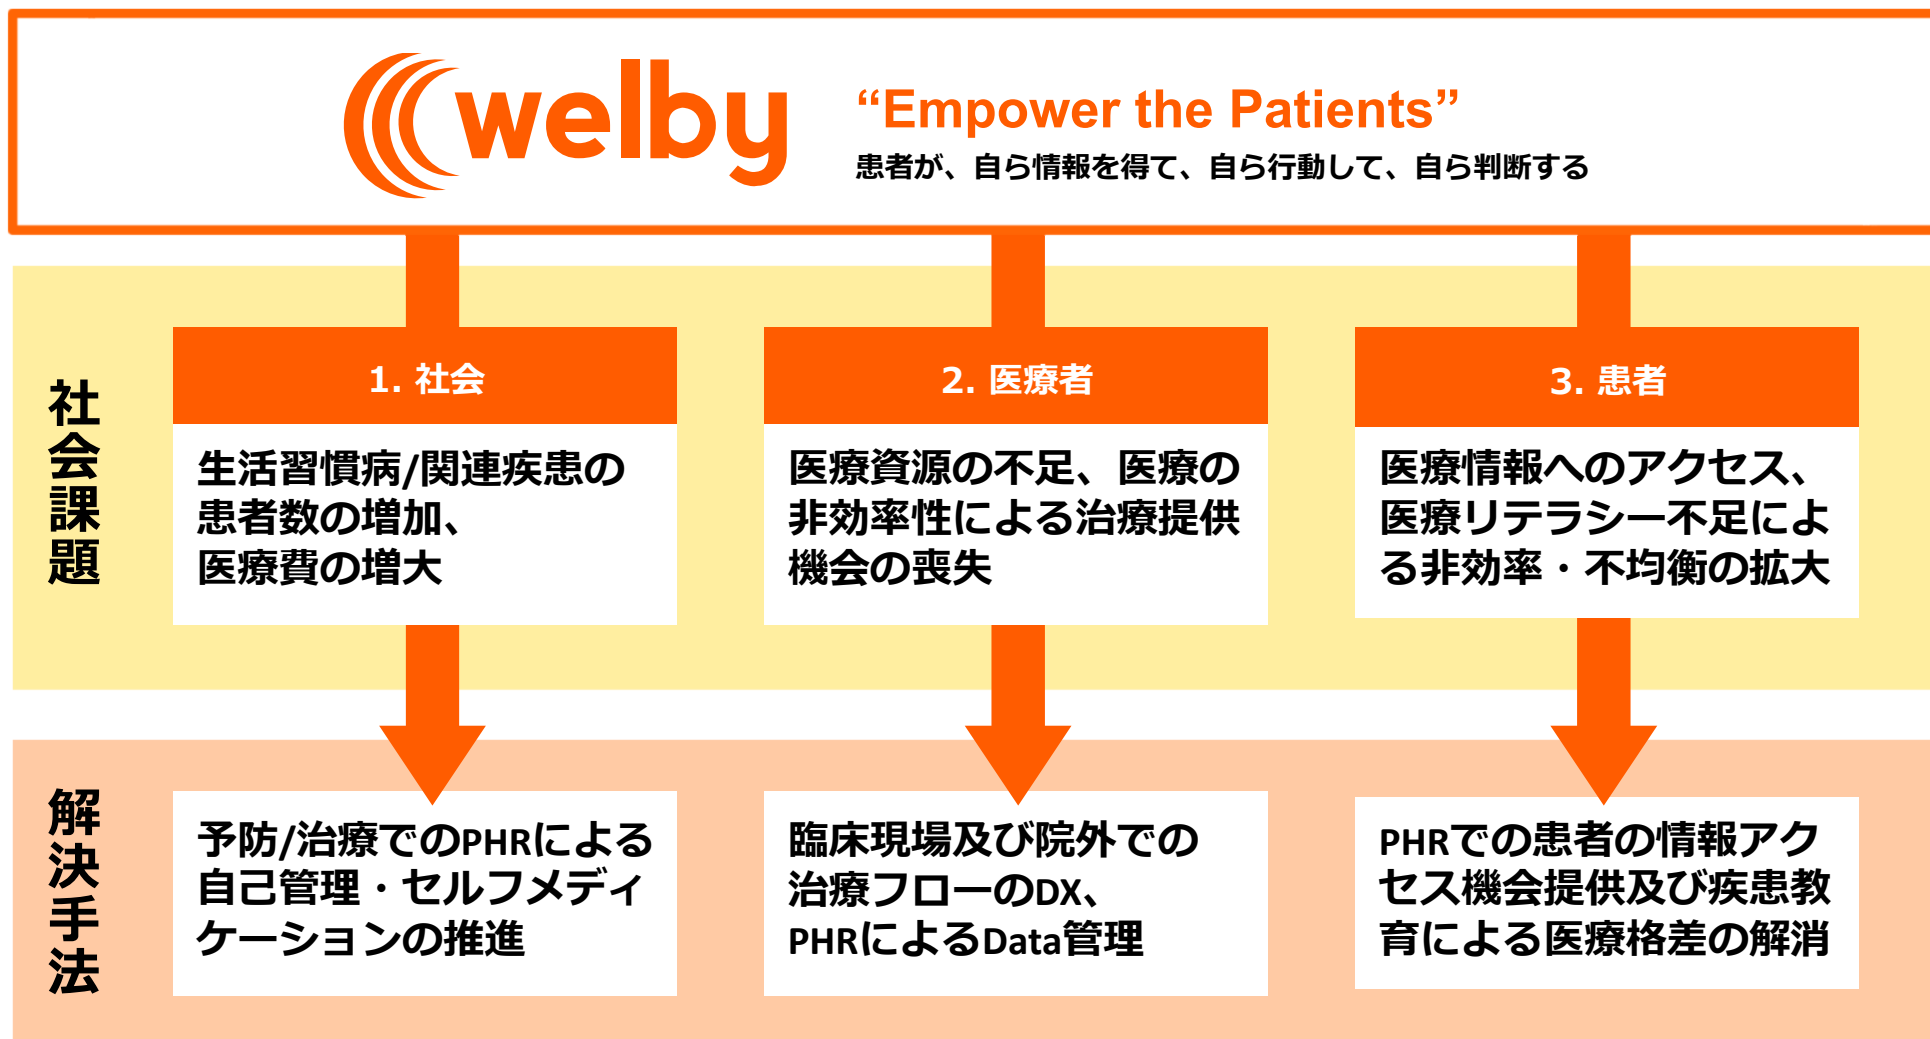 welby
“Empower the Patients”
患者が、自ら情報を得て、自ら行動して、自ら判断する
社会課題
1. 社会
生活習慣病/関連疾患の
患者数の増加、
医療費の増大
2. 医療者
医療資源の不足、医療の
非効率性による治療提供
機会の喪失
3. 患者
医療情報へのアクセス、
医療リテラシー不足によ
る非効率・不均衡の拡大
解決手法
予防/治療でのPHRによる
自己管理・セルフメディ
ケーションの推進
臨床現場及び院外での
治療フローのDX、
PHRによるData管理
PHRでの患者の情報アク
セス機会提供及び疾患教
育による医療格差の解消